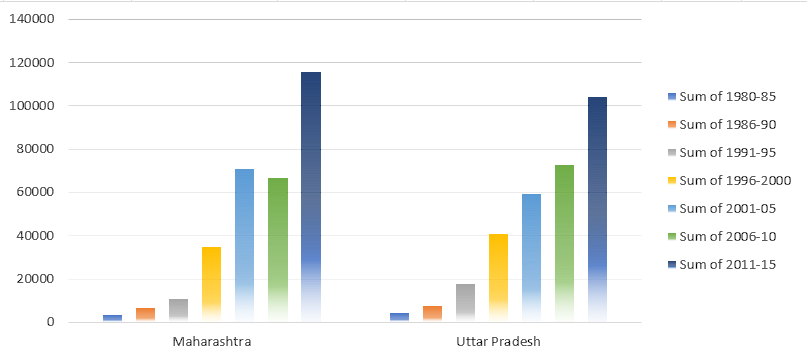 140000
120000
100000
80000
60000
40000
20000
0
Maharashtra
Uttar Pradesh
Sum of 1980-85
Sum of 1986-90
Sum of 1991-95
Sum of 1996-2000
Sum of 2001-05
Sum of 2006-10
Sum of 2011-15